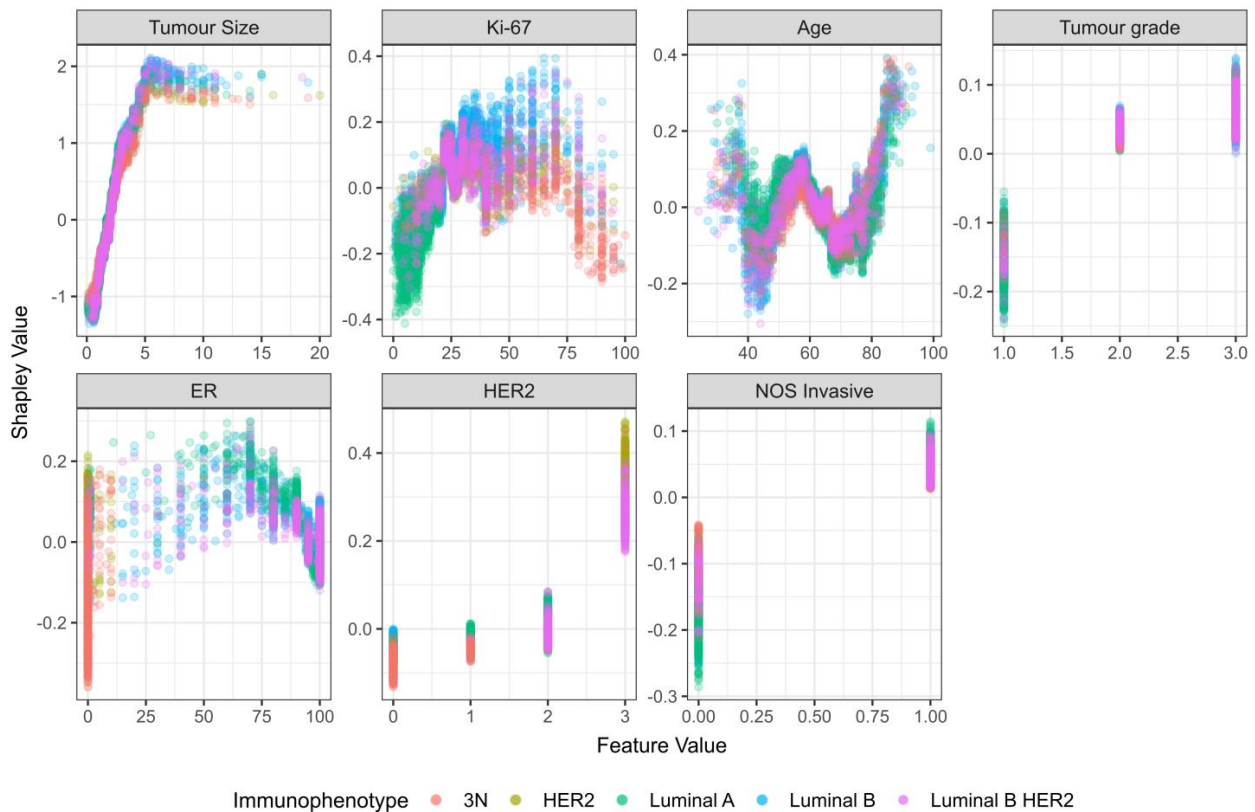 Tumour Size
Ki-67
Age
Tumour grade
2
1
0
-1
0.4
0.2
0.0
-0.2
-0.4
0.4
0.2
0.0
-0.2
0.1
0.0
-0.1
-0.2
0 5 10 15 20
0 25 50 75 100
40 60 80 100
1.0 1.5 2.0 2.5 3.0
Shapley Value
ER
HER2
NOS Invasive
0.2
0.0
-0.2
0.4
0.2
0.0
0.1
0.0
-0.1
-0.2
-0.3
0 25 50 75 100
0 1 2 3
0.00 0.25 0.50 0.75 1.00
Feature Value
Immunophenotype 3N HER2 Luminal A Luminal B Luminal B HER2